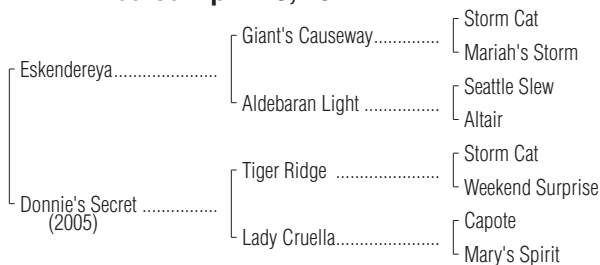 Giant's Causeway
Storm Cat
Mariah's Storm
Eskendereya
Aldebaran Light
Seattle Slew
Altair
Tiger Ridge
Storm Cat
Weekend Surprise
Donnie's Secret
(2005)
Lady Cruella
Capote
Mary's Spirit